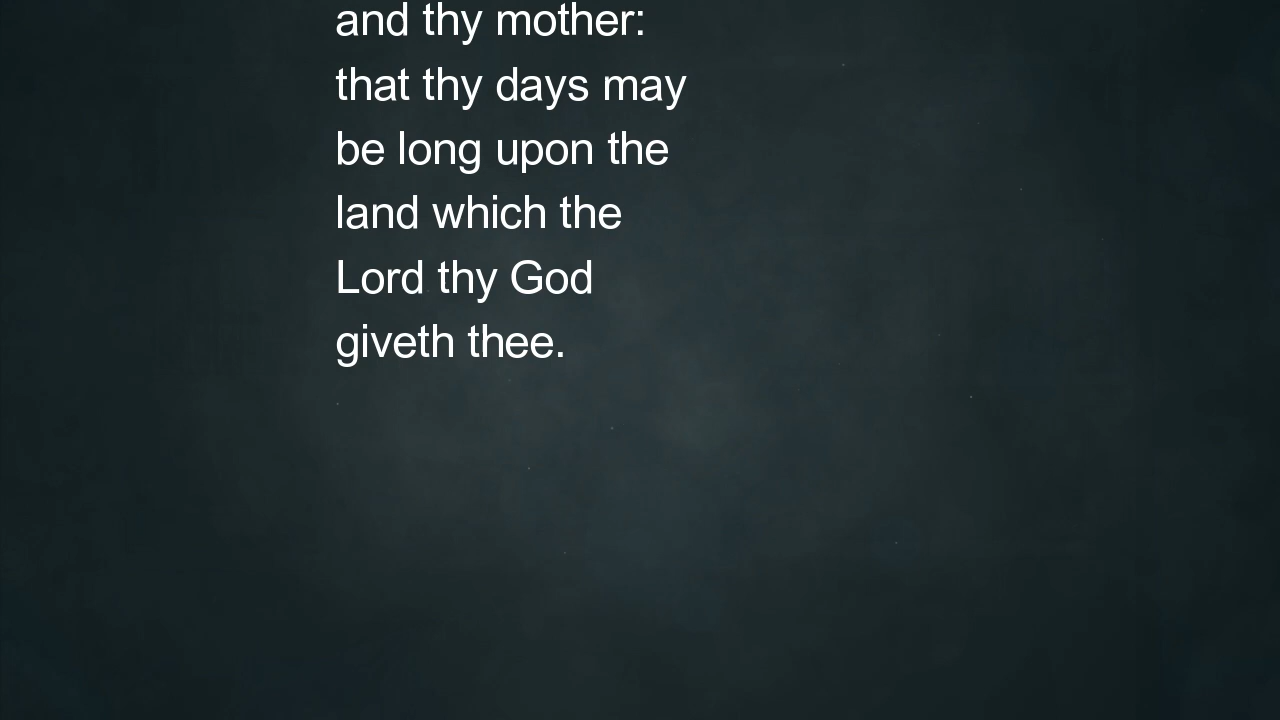 and thy mother:
that thy days may
be long upon the
land which the
Lord thy God
giveth thee.